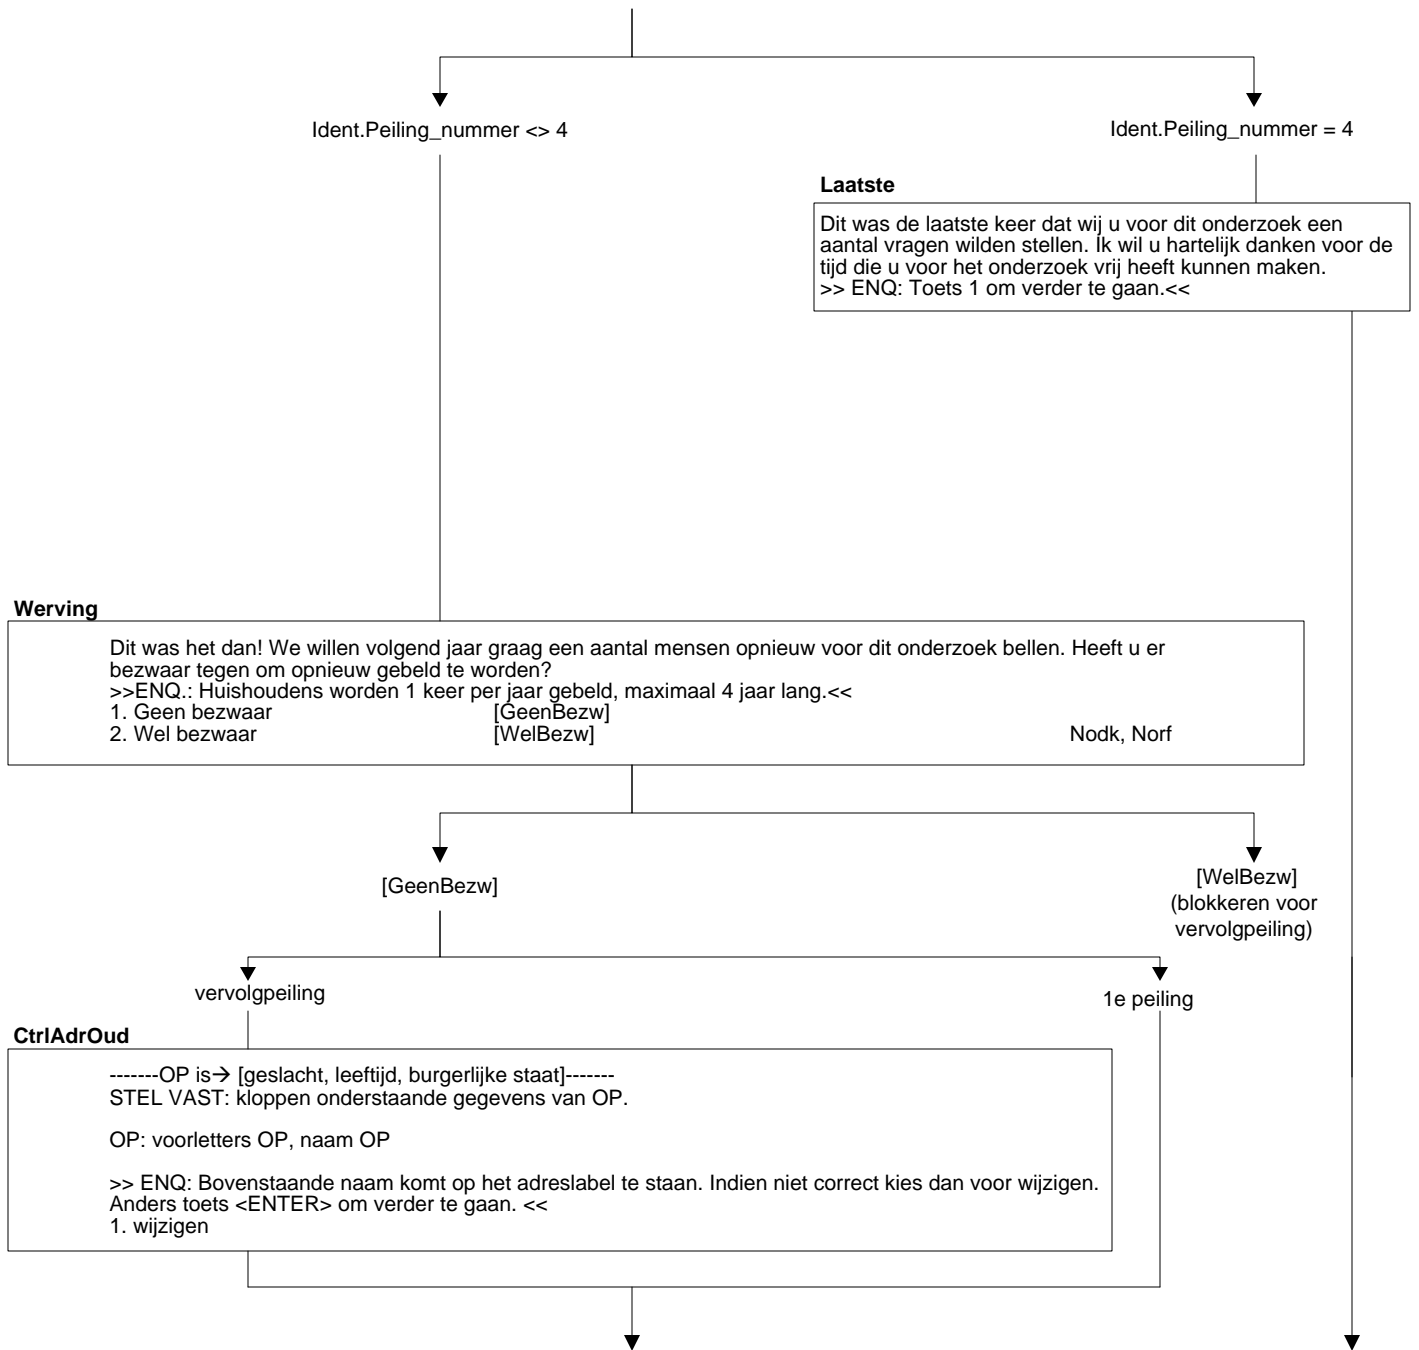 Ident.Peiling_nummer <> 4
Ident.Peiling_nummer = 4
Laatste
Dit was de laatste keer dat wij u voor dit onderzoek een
aantal vragen wilden stellen. Ik wil u hartelijk danken voor de
tijd die u voor het onderzoek vrij heeft kunnen maken.
>> ENQ: Toets 1 om verder te gaan.<<
Werving
Dit was het dan! We willen volgend jaar graag een aantal mensen opnieuw voor dit onderzoek bellen. Heeft u er
bezwaar tegen om opnieuw gebeld te worden?
>>ENQ.: Huishoudens worden 1 keer per jaar gebeld, maximaal 4 jaar lang.<<
1. Geen bezwaar [GeenBezw]
2. Wel bezwaar [WelBezw] Nodk, Norf
[GeenBezw]
[WelBezw]
(blokkeren voor
vervolgpeiling)
vervolgpeiling
1e peiling
CtrlAdrOud
-------OP is→ [geslacht, leeftijd, burgerlijke staat]-------
STEL VAST: kloppen onderstaande gegevens van OP.
OP: voorletters OP, naam OP
>> ENQ: Bovenstaande naam komt op het adreslabel te staan. Indien niet correct kies dan voor wijzigen.
Anders toets <ENTER> om verder te gaan. <<
1. wijzigen